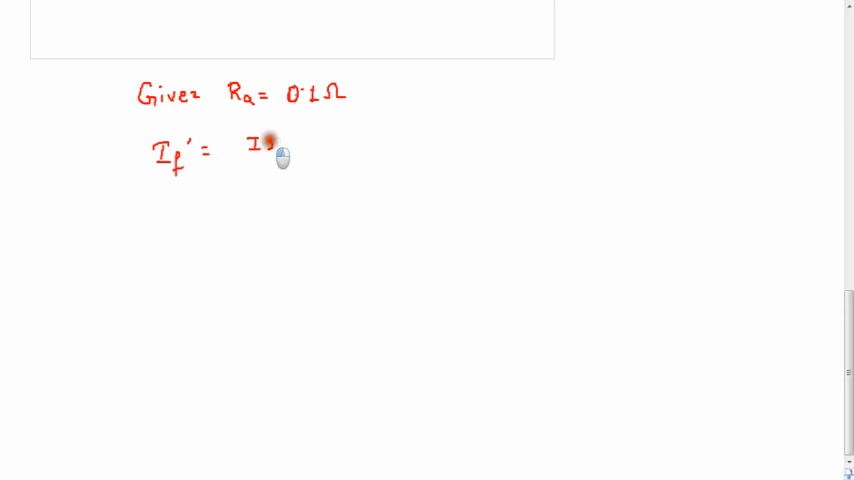 Given Ra = 0.1Ω
If' =